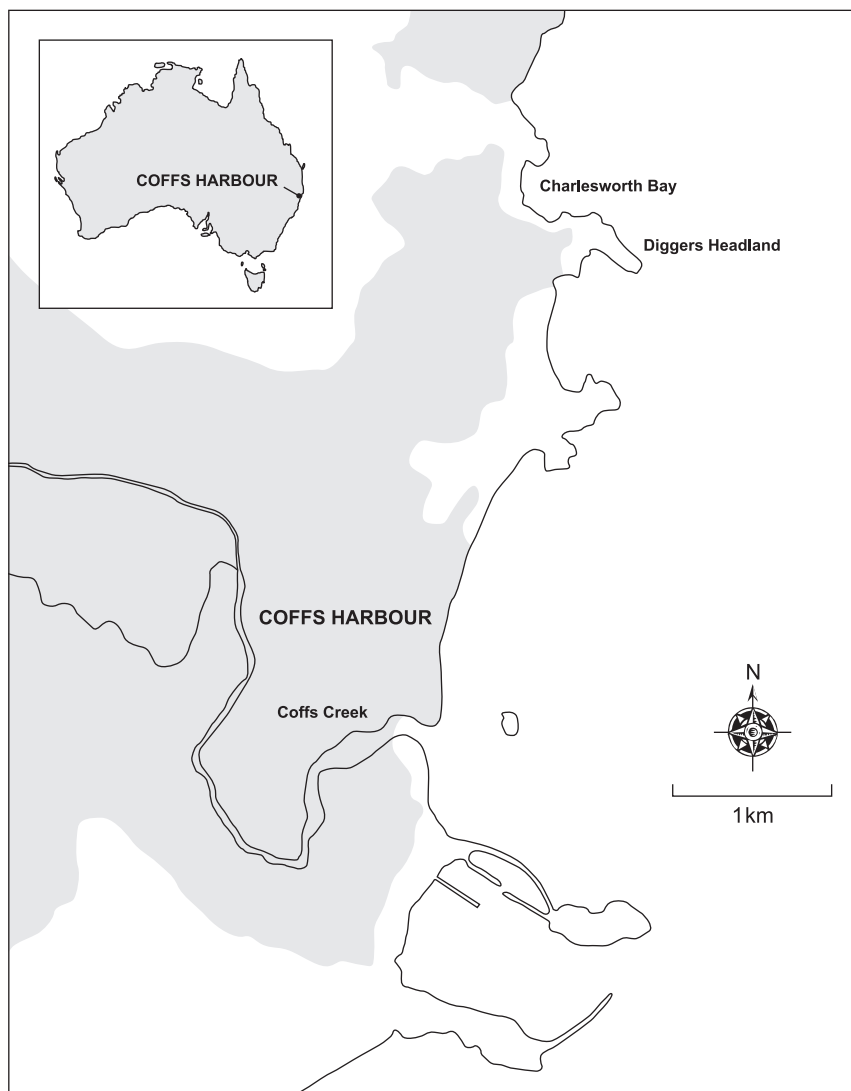 COFFS HARBOUR
Charlesworth Bay
Diggers Headland
COFFS HARBOUR
Coffs Creek
N
1km